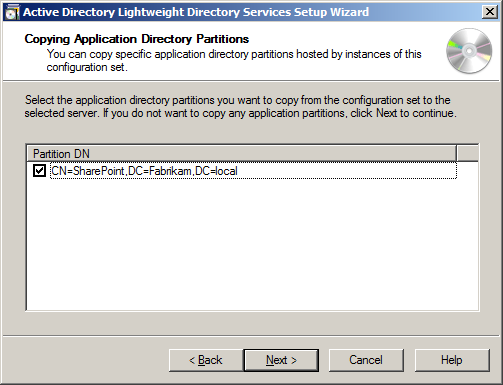 Active Directory Lightweight Directory Services Setup Wizard
Copying Application Directory Partitions
You can copy specific application directory partitions hosted by instances of this
configuration set.
Select the application directory partitions you want to copy from the configuration set to the
selected server. If you do not want to copy any application partitions, click Next to continue.
Partition DN
CN=SharePoint,DC=Fabrikam,DC=local
< Back
Next >
Cancel
Help